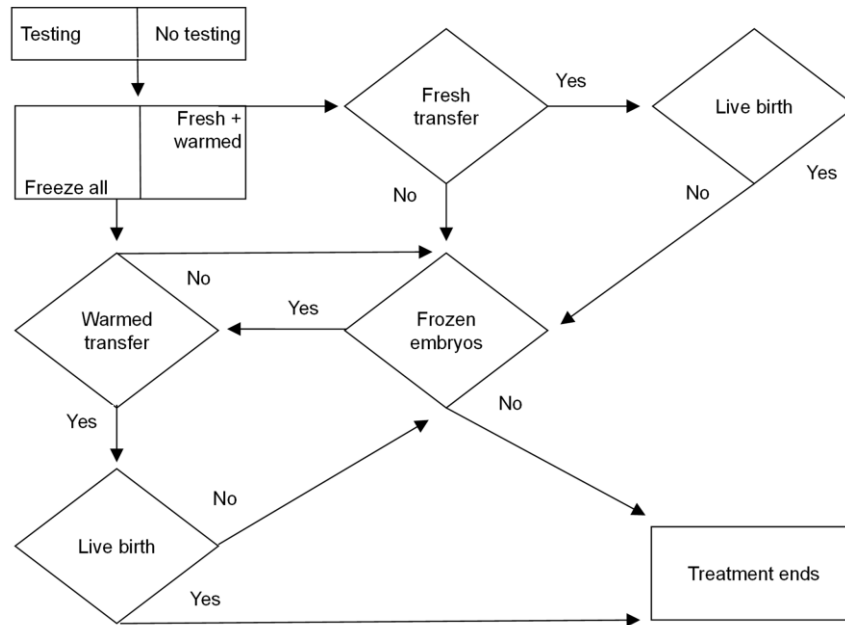 Testing
No testing
Fresh +
warmed
Freeze all
Fresh
transfer
Yes
Live birth
No
Yes
No
No
Warmed
transfer
Yes
Frozen
embryos
Yes
No
No
Live birth
Yes
Treatment ends